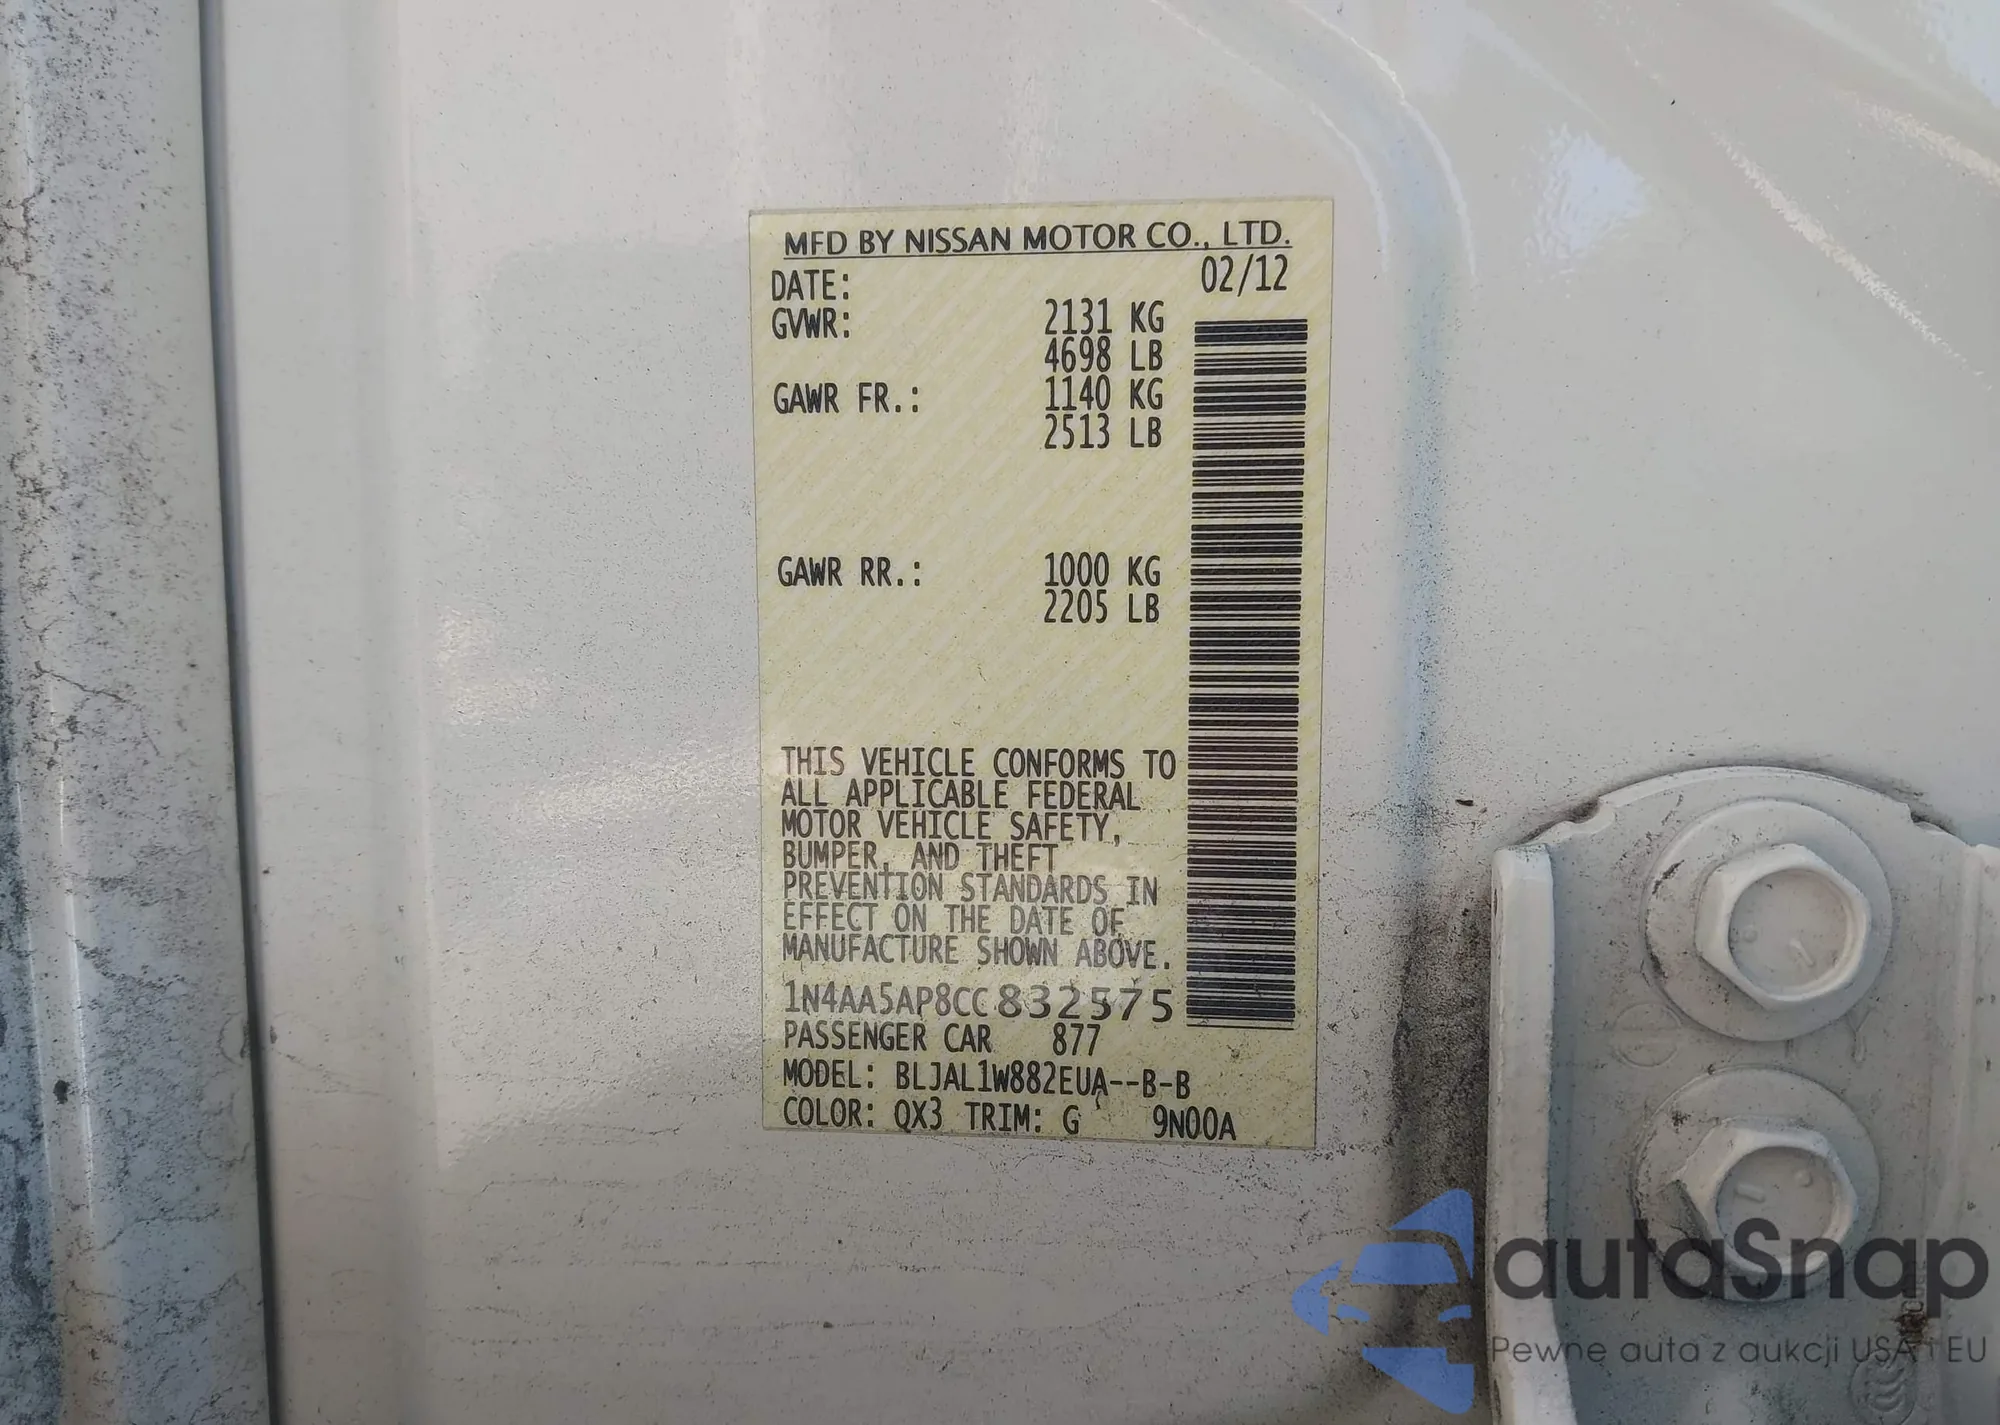 MFD BY NISSAN MOTOR CO., LTD.
DATE: 02/12
GVWR: 2131 KG
4698 LB
GAWR FR.: 1140 KG
2513 LB
GAWR RR.: 1000 KG
2205 LB
THIS VEHICLE CONFORMS TO
ALL APPLICABLE FEDERAL
MOTOR VEHICLE SAFETY,
BUMPER, AND THEFT
PREVENTION STANDARDS IN
EFFECT ON THE DATE OF
MANUFACTURE SHOWN ABOVE.
1N4AA5AP8CC832575
PASSENGER CAR 877
MODEL: BLJAL1W882EUA--B-B
COLOR: QX3 TRIM: G 9N00A
autaSnap
Pewne auta z aukcji USA i EU